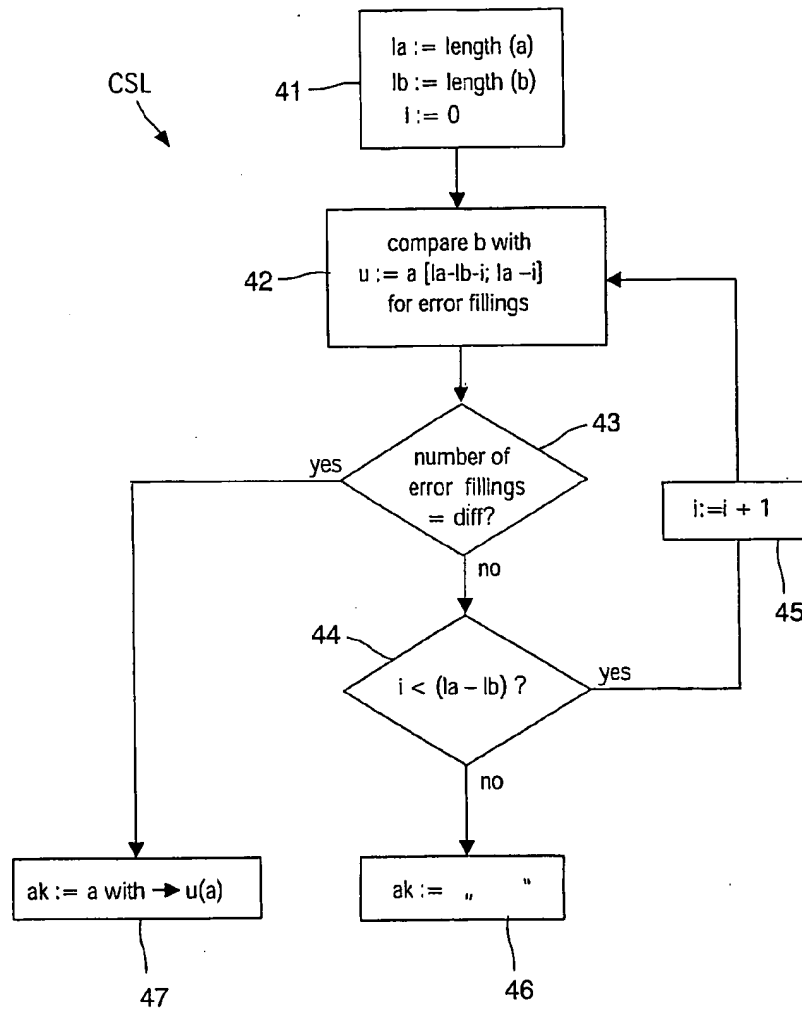 la := length (a)
lb := length (b)
i := 0
41
CSL
compare b with
u := a [la-lb-i; la –i]
for error fillings
42
43
number of
error fillings
= diff?
yes
no
i:=i + 1
45
44
i < (la – lb) ?
yes
no
ak := a with → u(a)
ak := „ “
47
46